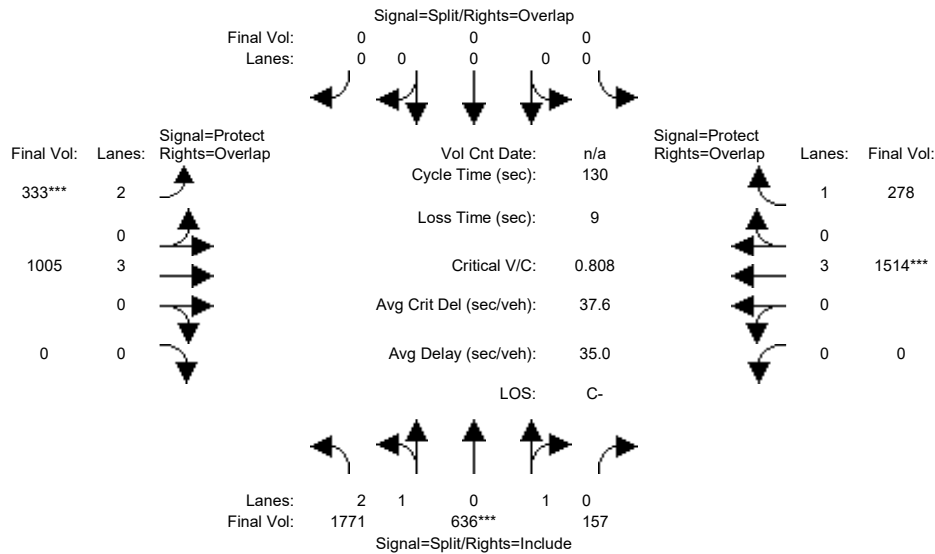 Signal=Split/Rights=Overlap
Final Vol: 0 0 0
Lanes: 0 0 0 0 0
Signal=Protect
Final Vol: Lanes: Rights=Overlap
Vol Cnt Date: n/a
Signal=Protect
Rights=Overlap Lanes: Final Vol:
Cycle Time (sec): 130
333*** 2
1 278
Loss Time (sec): 9
0
0
1005 3
Critical V/C: 0.808
3 1514***
0
Avg Crit Del (sec/veh): 37.6
0
0 0
Avg Delay (sec/veh): 35.0
0 0
LOS: C-
Lanes: 2 1 0 1 0
Final Vol: 1771 636*** 157
Signal=Split/Rights=Include